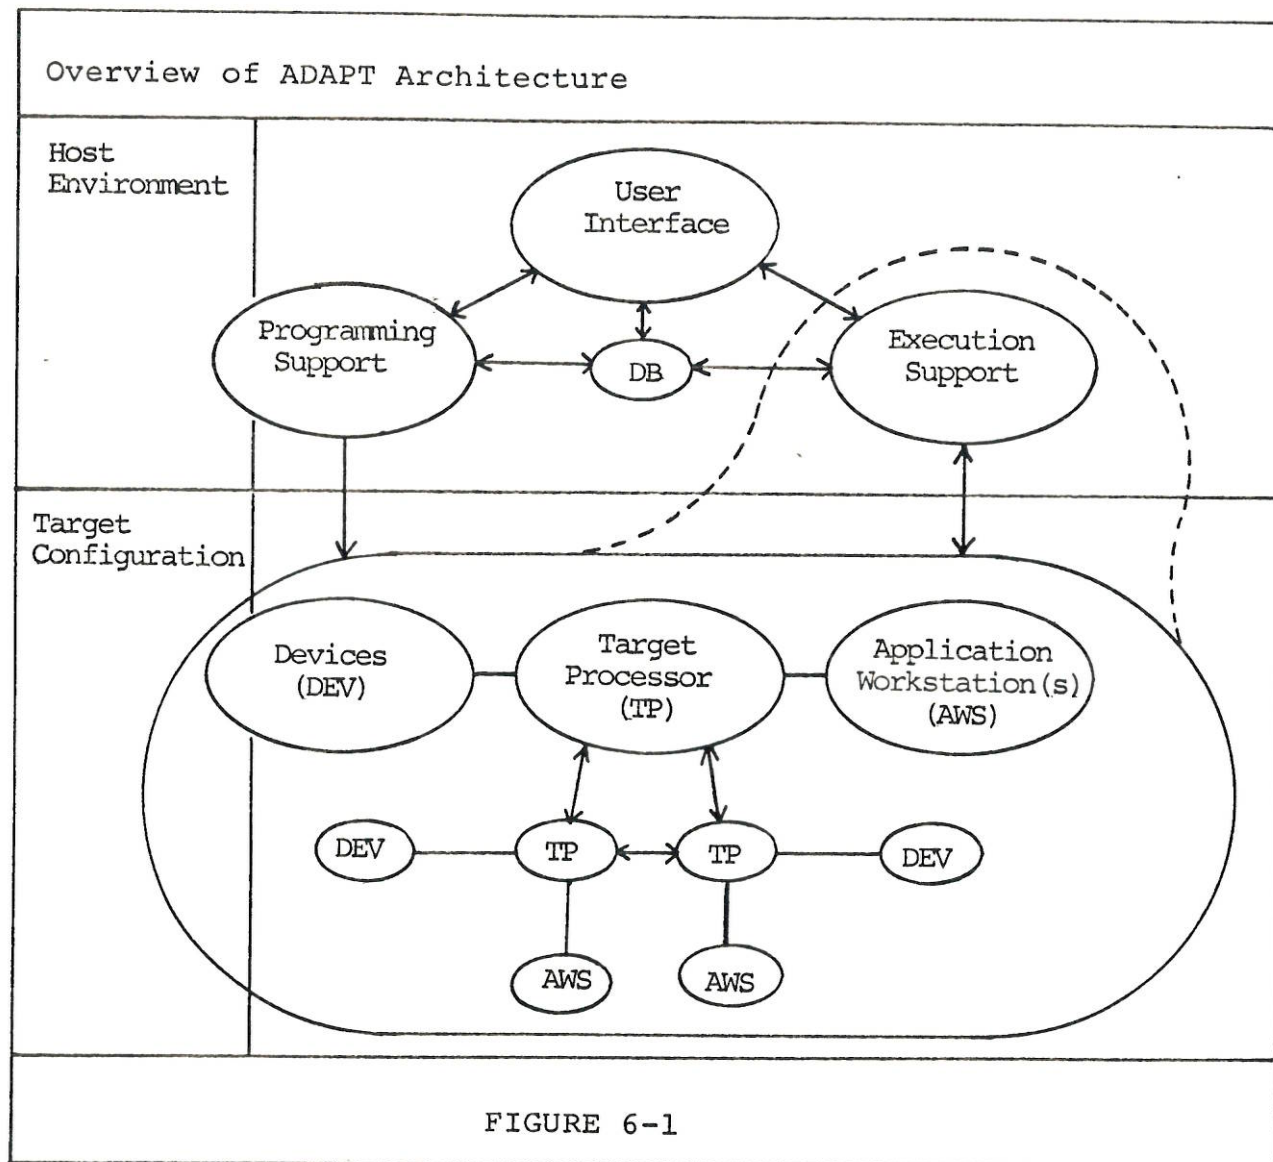 Overview of ADAPT Architecture
Host
Environment
User
Interface
Programming
Support
DB
Execution
Support
Target
Configuration
Devices
(DEV)
Target
Processor
(TP)
Application
Workstation(s)
(AWS)
DEV
TP
TP
DEV
AWS
AWS
FIGURE 6-1